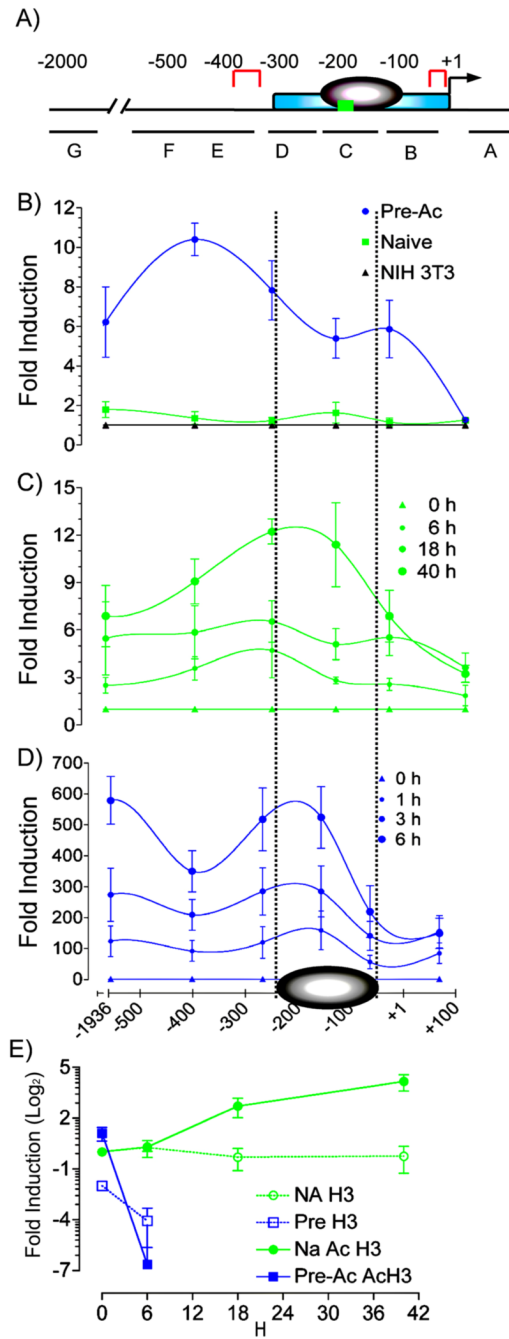 A)
-2000 -500 -400 -300 -200 -100 +1
G F E D C B A
B)
12
10
8
6
4
2
0
Fold Induction
Pre-Ac
Naive
NIH 3T3
C)
15
12
9
6
3
0
Fold Induction
0 h
6 h
18 h
40 h
D)
700
600
500
400
300
200
100
0
Fold Induction
0 h
1 h
3 h
6 h
-1936 -500 -400 -300 -200 -100 +1 +100
E)
5
2
-1
-4
-7
Fold Induction (Log2)
NA H3
Pre H3
Na Ac H3
Pre-Ac AcH3
0 6 12 18 24 30 36 42
H